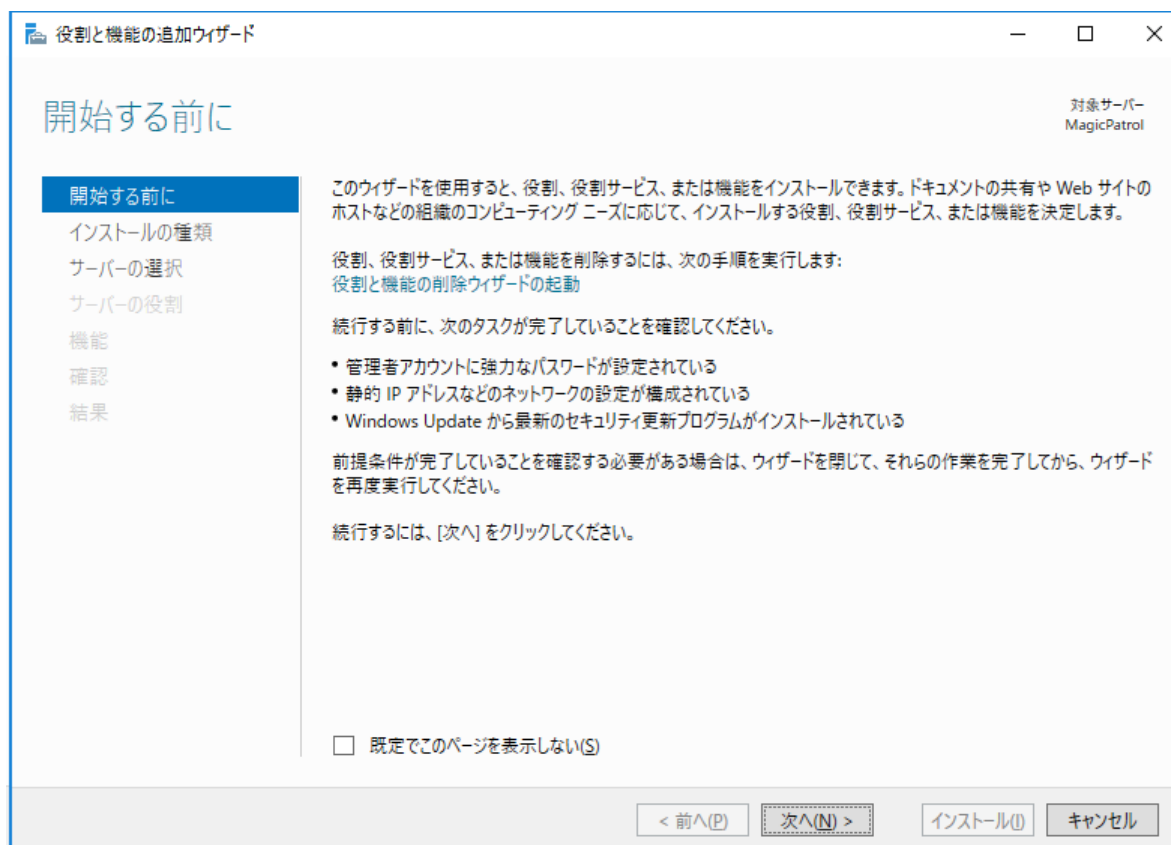 役割と機能の追加ウィザード
開始する前に
対象サーバー
MagicPatrol
開始する前に
インストールの種類
サーバーの選択
サーバーの役割
機能
確認
結果
このウィザードを使用すると、役割、役割サービス、または機能をインストールできます。ドキュメントの共有や Web サイトの
ホストなどの組織のコンピューティング ニーズに応じて、インストールする役割、役割サービス、または機能を決定します。
役割、役割サービス、または機能を削除するには、次の手順を実行します:
役割と機能の削除ウィザードの起動
続行する前に、次のタスクが完了していることを確認してください。
• 管理者アカウントに強力なパスワードが設定されている
• 静的 IP アドレスなどのネットワークの設定が構成されている
• Windows Update から最新のセキュリティ更新プログラムがインストールされている
前提条件が完了していることを確認する必要がある場合は、ウィザードを閉じて、それらの作業を完了してから、ウィザード
を再度実行してください。
続行するには、[次へ] をクリックしてください。
既定でこのページを表示しない(S)
< 前へ(P)
次へ(N) >
インストール(I)
キャンセル